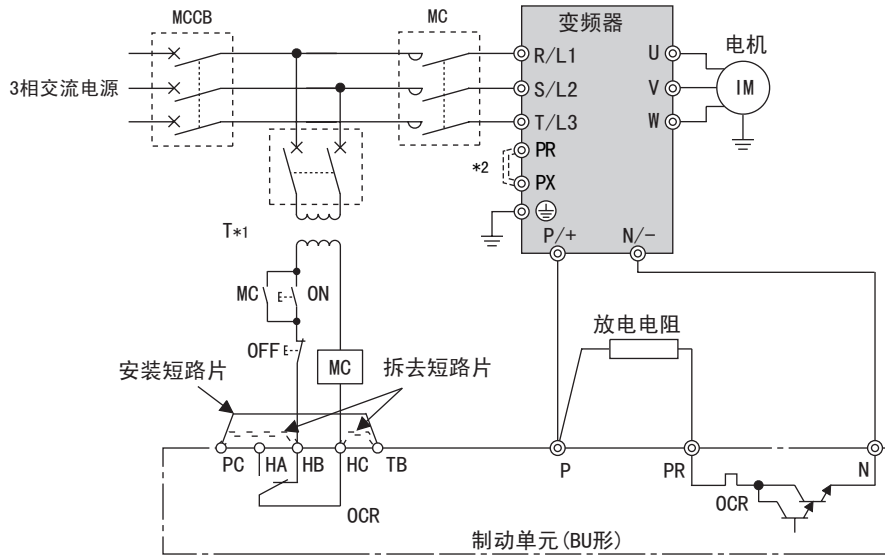 MCCB
MC
变频器
3相交流电源
R/L1
S/L2
T/L3
PR
PX
*2
U
V
W
电机
IM
P/+
N/-
T*1
MC
ON
OFF
MC
放电电阻
安装短路片
拆去短路片
PC
HA
HB
HC
TB
P
PR
N
OCR
OCR
制动单元(BU形)